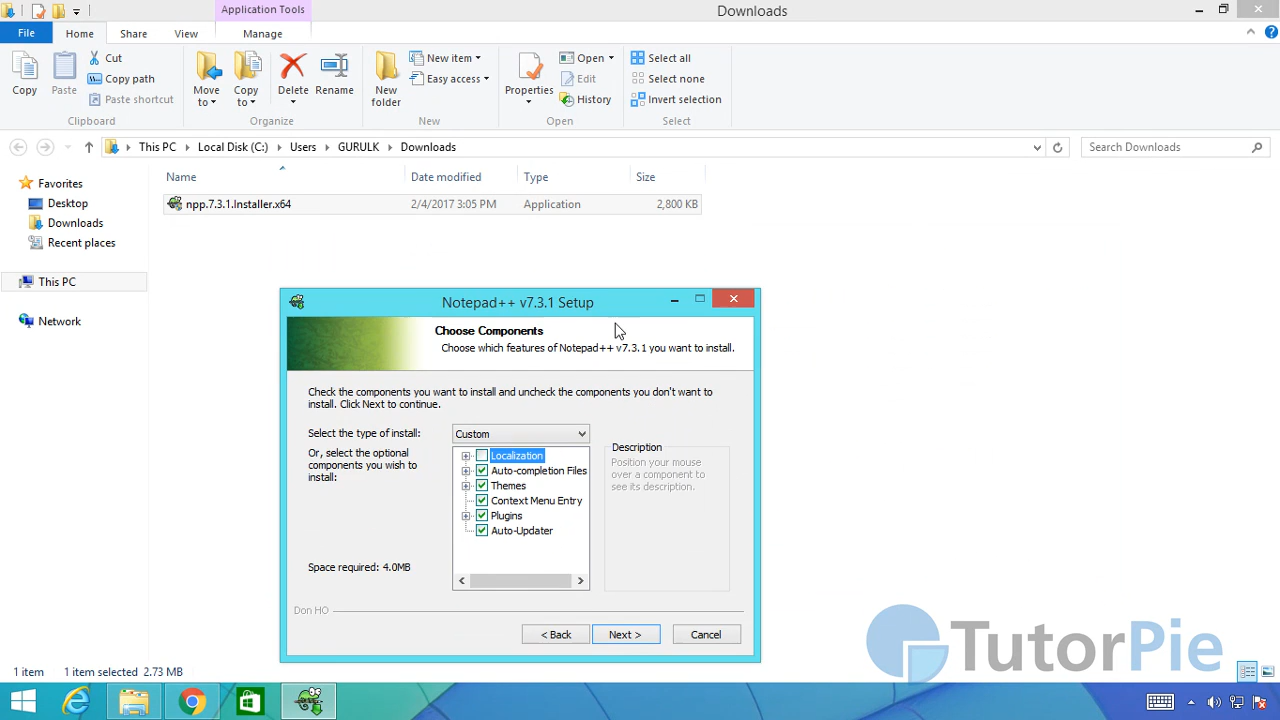 Application Tools
Downloads
File
Home
Share
View
Manage
Copy
Paste
Cut
Copy path
Paste shortcut
Clipboard
Move to
Copy to
Delete
Rename
Organize
New folder
New item
Easy access
New
Properties
Open
Edit
History
Open
Select all
Select none
Invert selection
Select
This PC
Local Disk (C:)
Users
GURULK
Downloads
Search Downloads
Favorites
Desktop
Downloads
Recent places
This PC
Network
Name
Date modified
Type
Size
npp.7.3.1.Installer.x64
2/4/2017 3:05 PM
Application
2,800 KB
Notepad++ v7.3.1 Setup
Choose Components
Choose which features of Notepad++ v7.3.1 you want to install.
Check the components you want to install and uncheck the components you don't want to
install. Click Next to continue.
Select the type of install:
Custom
Or, select the optional
components you wish to
install:
Localization
Auto-completion Files
Themes
Context Menu Entry
Plugins
Auto-Updater
Description
Position your mouse
over a component to
see its description.
Space required: 4.0MB
Don HO
< Back
Next >
Cancel
TutorPie
1 item
1 item selected 2.73 MB